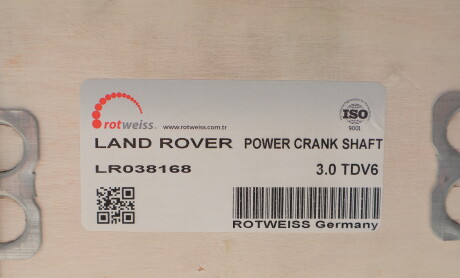 rotweiss
www.rotweiss.com.tr
ISO
9001
LAND ROVER POWER CRANK SHAFT
LR038168 3.0 TDV6
ROTWEISS Germany